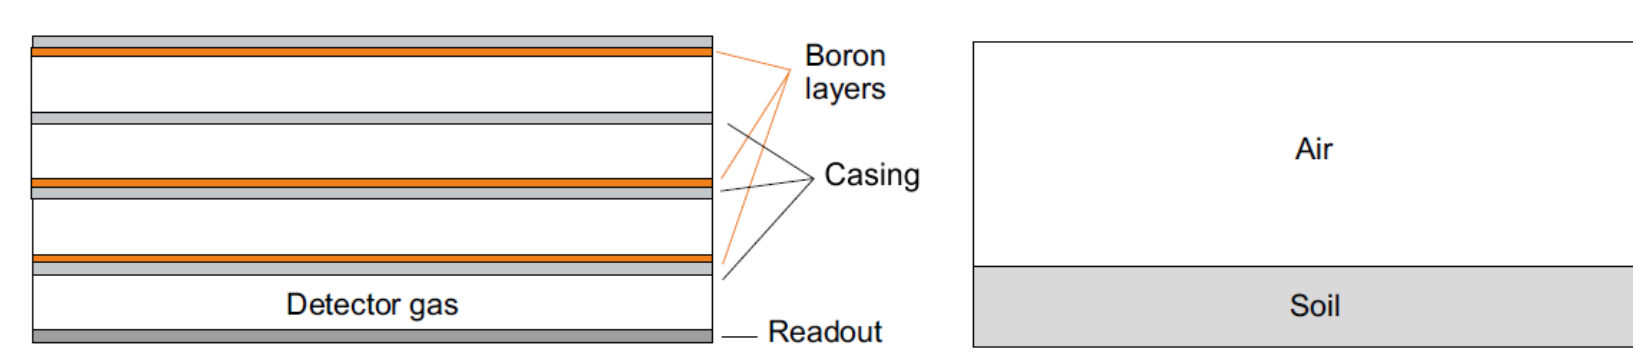 Boron
layers
Casing
Detector gas
Readout
Air
Soil